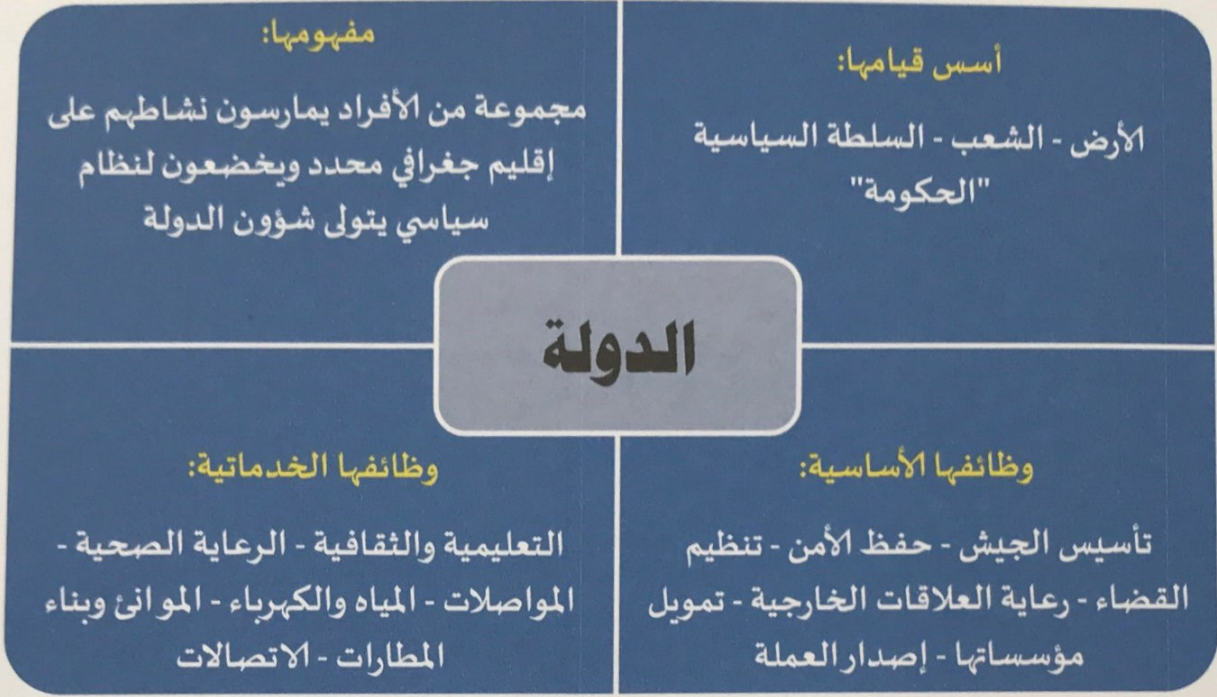 أسس قيامها:
الأرض - الشعب - السلطة السياسية
"الحكومة"
مفهومها:
مجموعة من الأفراد يمارسون نشاطهم على
إقليم جغرافي محدد ويخضعون لنظام
سياسي يتولى شؤون الدولة
الدولة
وظائفها الأساسية:
تأسيس الجيش - حفظ الأمن - تنظيم
القضاء - رعاية العلاقات الخارجية - تمويل
مؤسساتها - إصدار العملة
وظائفها الخدماتية:
التعليمية والثقافية - الرعاية الصحية -
المواصلات - المياه والكهرباء - الموانئ وبناء
المطارات - الاتصالات